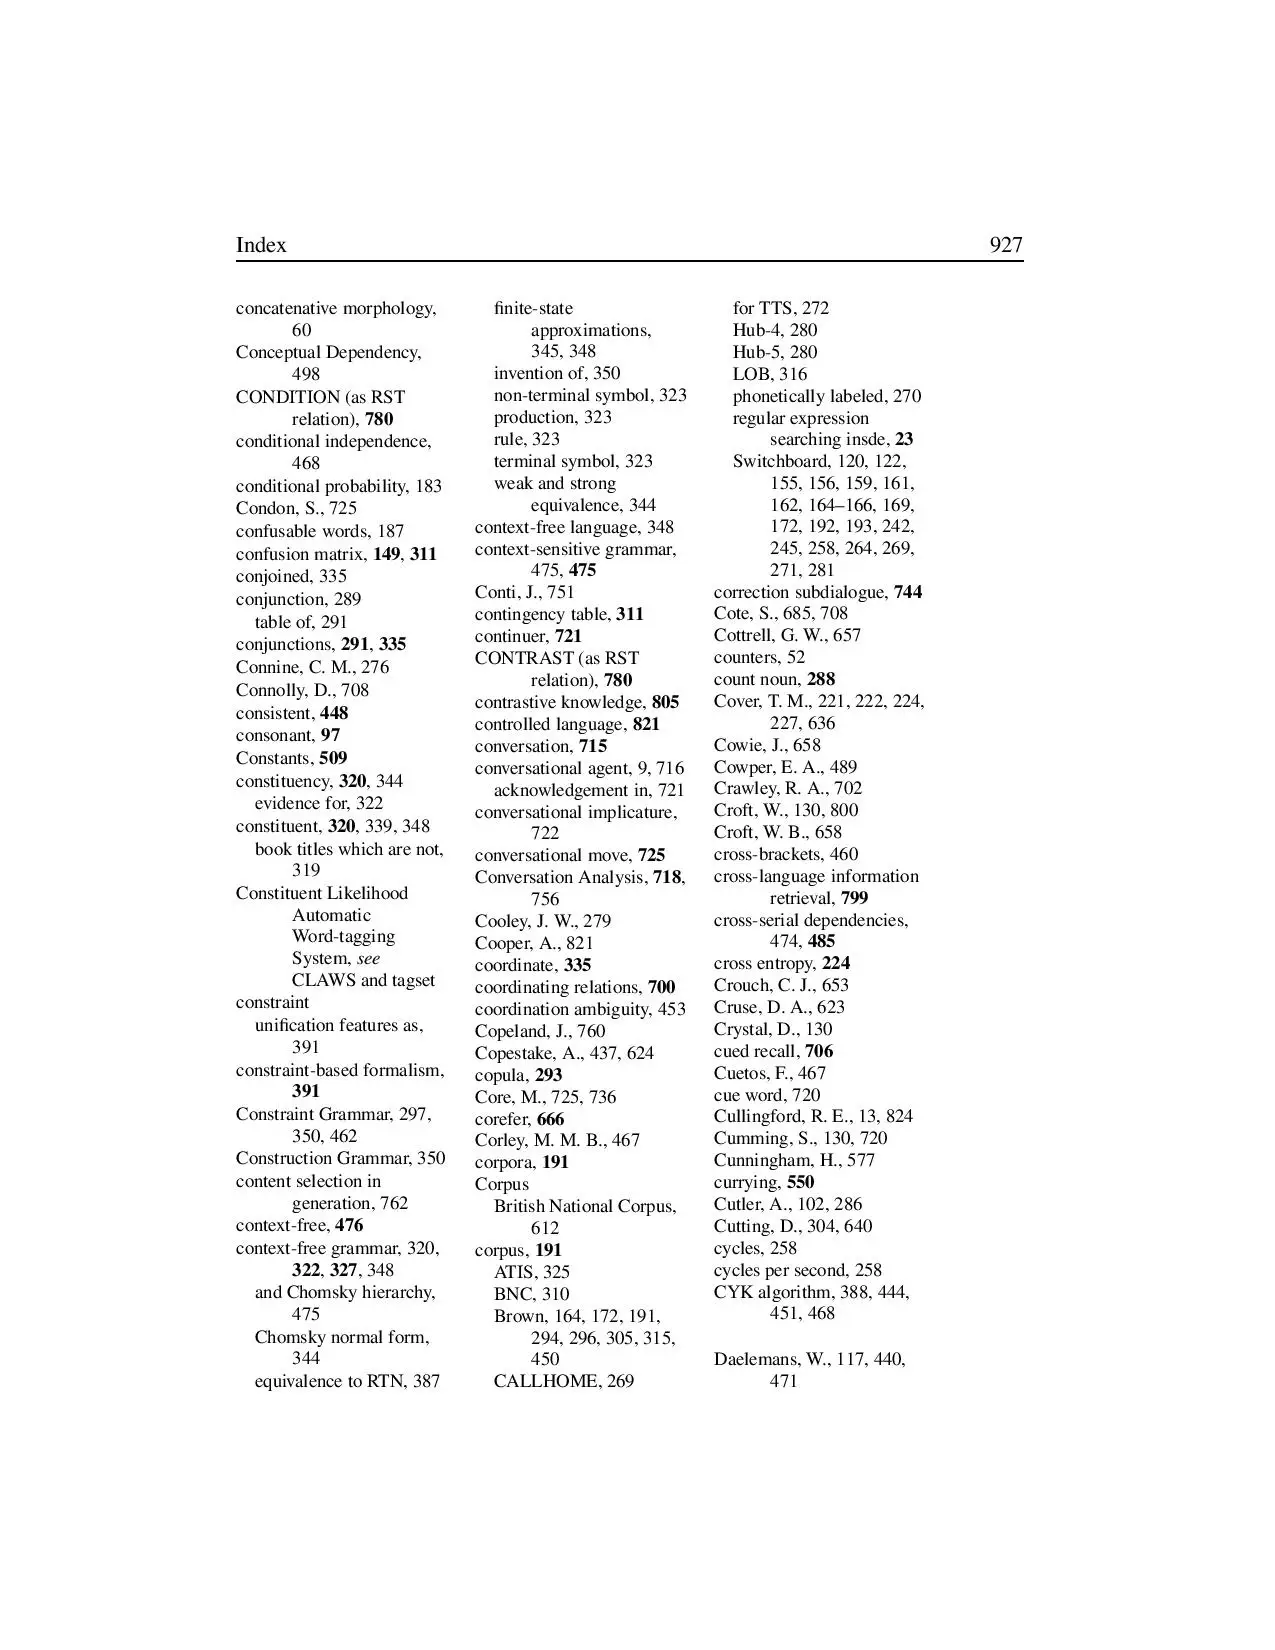 Index 927
concatenative morphology,
60
Conceptual Dependency,
498
CONDITION (as RST
relation), 780
conditional independence,
468
conditional probability, 183
Condon, S., 725
confusable words, 187
confusion matrix, 149, 311
conjoined, 335
conjunction, 289
table of, 291
conjunctions, 291, 335
Connine, C. M., 276
Connolly, D., 708
consistent, 448
consonant, 97
Constants, 509
constituency, 320, 344
evidence for, 322
constituent, 320, 339, 348
book titles which are not,
319
Constituent Likelihood
Automatic
Word-tagging
System, see
CLAWS and tagset
constraint
unification features as,
391
constraint-based formalism,
391
Constraint Grammar, 297,
350, 462
Construction Grammar, 350
content selection in
generation, 762
context-free, 476
context-free grammar, 320,
322, 327, 348
and Chomsky hierarchy,
475
Chomsky normal form,
344
equivalence to RTN, 387
finite-state
approximations,
345, 348
invention of, 350
non-terminal symbol, 323
production, 323
rule, 323
terminal symbol, 323
weak and strong
equivalence, 344
context-free language, 348
context-sensitive grammar,
475, 475
Conti, J., 751
contingency table, 311
continuer, 721
CONTRAST (as RST
relation), 780
contrastive knowledge, 805
controlled language, 821
conversation, 715
conversational agent, 9, 716
acknowledgement in, 721
conversational implicature,
722
conversational move, 725
Conversation Analysis, 718,
756
Cooley, J. W., 279
Cooper, A., 821
coordinate, 335
coordinating relations, 700
coordination ambiguity, 453
Copeland, J., 760
Copestake, A., 437, 624
copula, 293
Core, M., 725, 736
corefer, 666
Corley, M. M. B., 467
corpora, 191
Corpus
British National Corpus,
612
corpus, 191
ATIS, 325
BNC, 310
Brown, 164, 172, 191,
294, 296, 305, 315,
450
CALLHOME, 269
for TTS, 272
Hub-4, 280
Hub-5, 280
LOB, 316
phonetically labeled, 270
regular expression
searching insde, 23
Switchboard, 120, 122,
155, 156, 159, 161,
162, 164–166, 169,
172, 192, 193, 242,
245, 258, 264, 269,
271, 281
correction subdialogue, 744
Cote, S., 685, 708
Cottrell, G. W., 657
counters, 52
count noun, 288
Cover, T. M., 221, 222, 224,
227, 636
Cowie, J., 658
Cowper, E. A., 489
Crawley, R. A., 702
Croft, W., 130, 800
Croft, W. B., 658
cross-brackets, 460
cross-language information
retrieval, 799
cross-serial dependencies,
474, 485
cross entropy, 224
Crouch, C. J., 653
Cruse, D. A., 623
Crystal, D., 130
cued recall, 706
Cuetos, F., 467
cue word, 720
Cullingford, R. E., 13, 824
Cumming, S., 130, 720
Cunningham, H., 577
currying, 550
Cutler, A., 102, 286
Cutting, D., 304, 640
cycles, 258
cycles per second, 258
CYK algorithm, 388, 444,
451, 468
Daelemans, W., 117, 440,
471